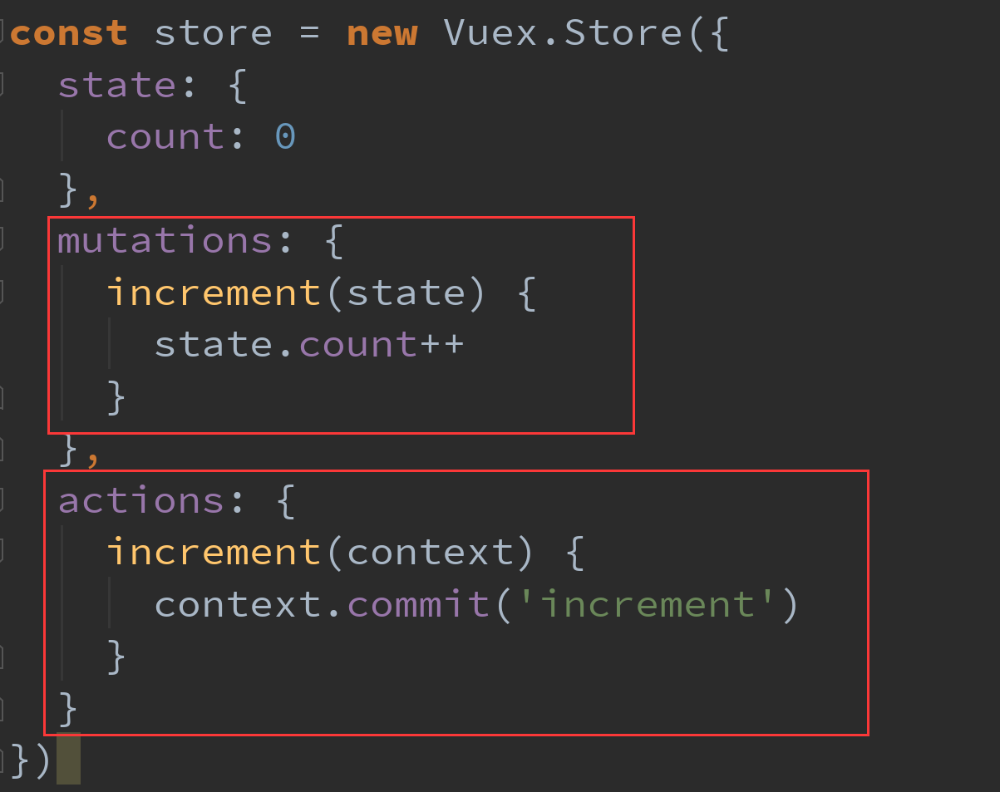 const store = new Vuex.Store({
  state: {
    count: 0
  },
  mutations: {
    increment(state) {
      state.count++
    }
  },
  actions: {
    increment(context) {
      context.commit('increment')
    }
  }
})